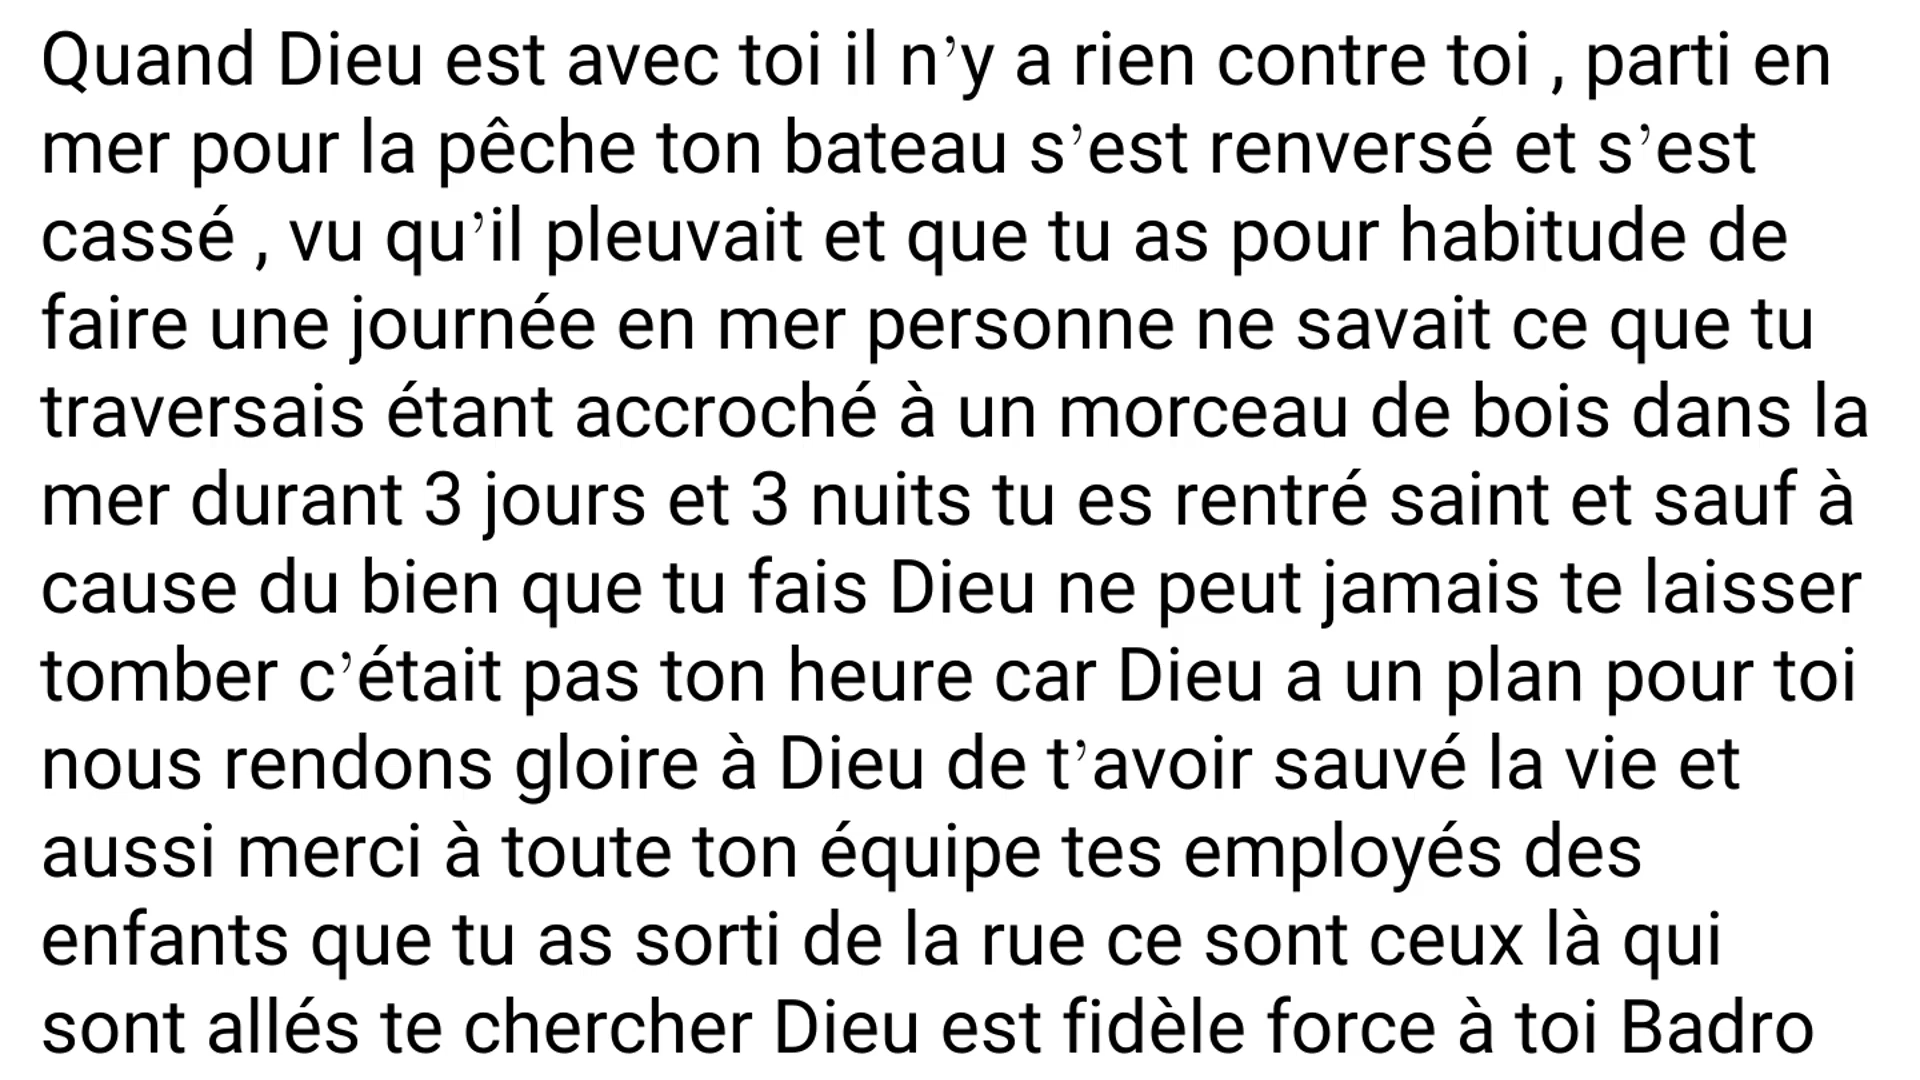 Quand Dieu est avec toi il n’y a rien contre toi , parti en
mer pour la pêche ton bateau s’est renversé et s’est
cassé , vu qu’il pleuvait et que tu as pour habitude de
faire une journée en mer personne ne savait ce que tu
traversais étant accroché à un morceau de bois dans la
mer durant 3 jours et 3 nuits tu es rentré saint et sauf à
cause du bien que tu fais Dieu ne peut jamais te laisser
tomber c’était pas ton heure car Dieu a un plan pour toi
nous rendons gloire à Dieu de t’avoir sauvé la vie et
aussi merci à toute ton équipe tes employés des
enfants que tu as sorti de la rue ce sont ceux là qui
sont allés te chercher Dieu est fidèle force à toi Badro